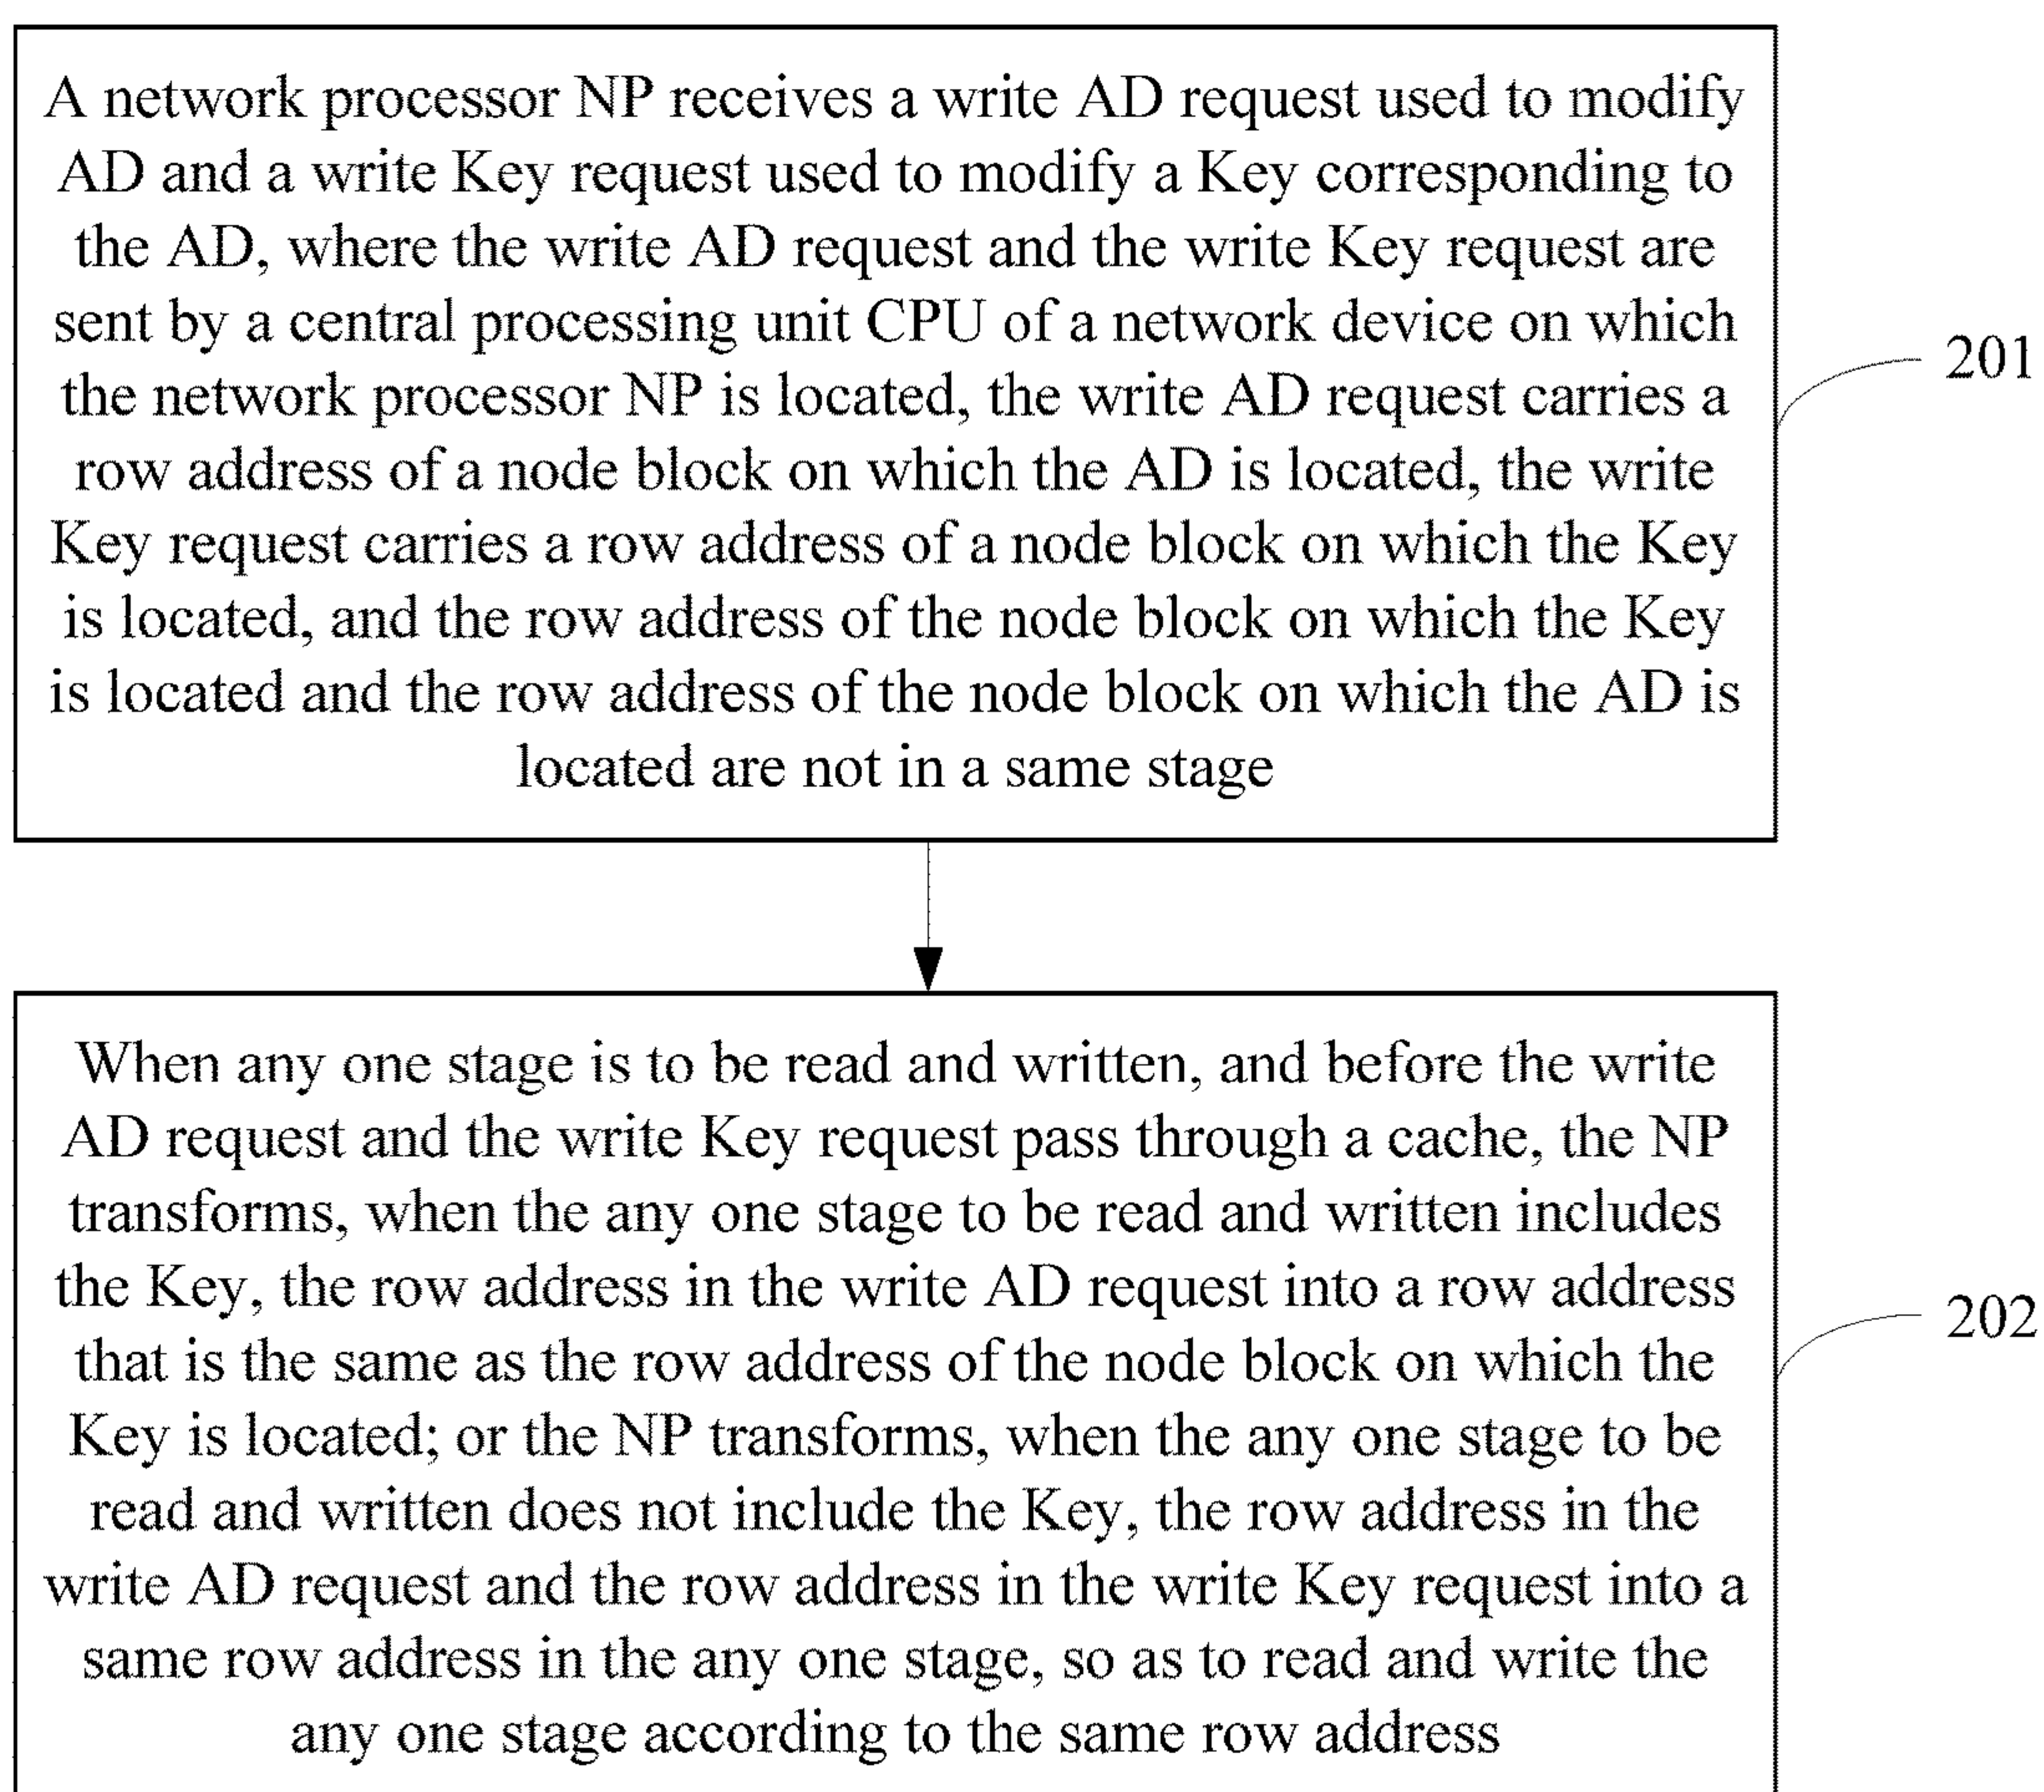 A network processor NP receives a write AD request used to modify
AD and a write Key request used to modify a Key corresponding to
the AD, where the write AD request and the write Key request are
sent by a central processing unit CPU of a network device on which
the network processor NP is located, the write AD request carries a
row address of a node block on which the AD is located, the write
Key request carries a row address of a node block on which the Key
is located, and the row address of the node block on which the Key
is located and the row address of the node block on which the AD is
located are not in a same stage
201
When any one stage is to be read and written, and before the write
AD request and the write Key request pass through a cache, the NP
transforms, when the any one stage to be read and written includes
the Key, the row address in the write AD request into a row address
that is the same as the row address of the node block on which the
Key is located; or the NP transforms, when the any one stage to be
read and written does not include the Key, the row address in the
write AD request and the row address in the write Key request into a
same row address in the any one stage, so as to read and write the
any one stage according to the same row address
202